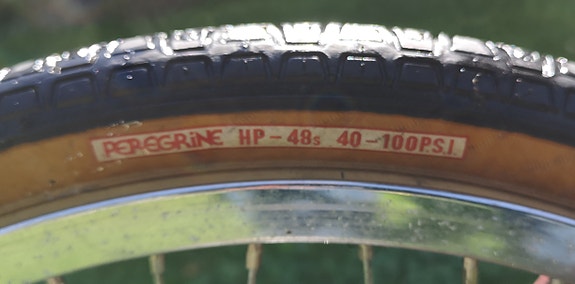 PEREGRINE HP-48s 40-100P.S.I.